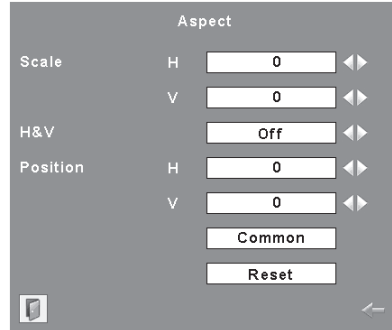 Aspect
Scale H 0
V 0
H&V Off
Position H 0
V 0
Common
Reset